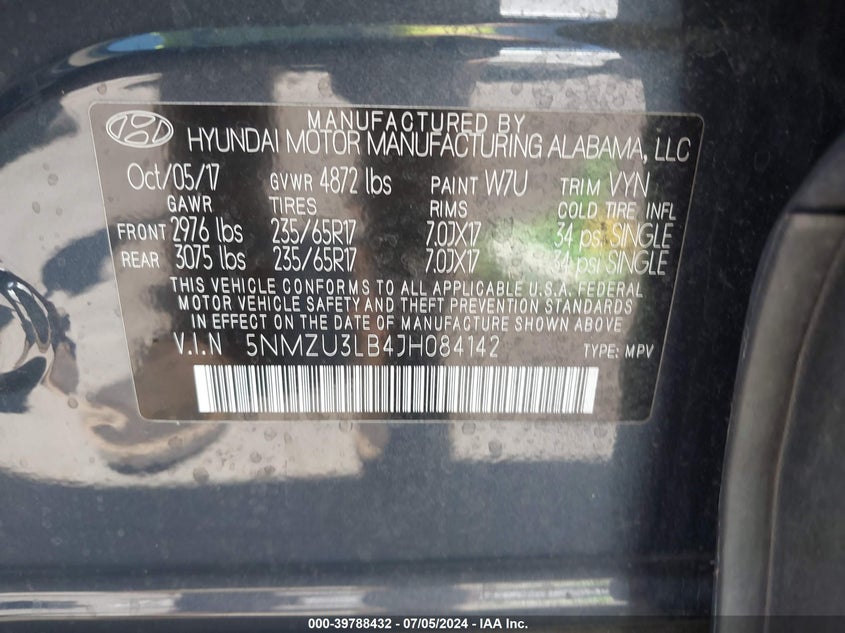 MANUFACTURED BY
HYUNDAI MOTOR MANUFACTURING ALABAMA, LLC
Oct/05/17 GVWR 4872 lbs PAINT W7U TRIM VYN
GAWR TIRES RIMS COLD TIRE INFL
FRONT 2976 lbs 235/65R17 7.0JX17 34 psi SINGLE
REAR 3075 lbs 235/65R17 7.0JX17 34 psi SINGLE
THIS VEHICLE CONFORMS TO ALL APPLICABLE U.S.A. FEDERAL
MOTOR VEHICLE SAFETY AND THEFT PREVENTION STANDARDS
IN EFFECT ON THE DATE OF MANUFACTURE SHOWN ABOVE
V.I.N 5NMZU3LB4JH084142 TYPE: MPV
000-39788432 - 07/05/2024 - IAA Inc.